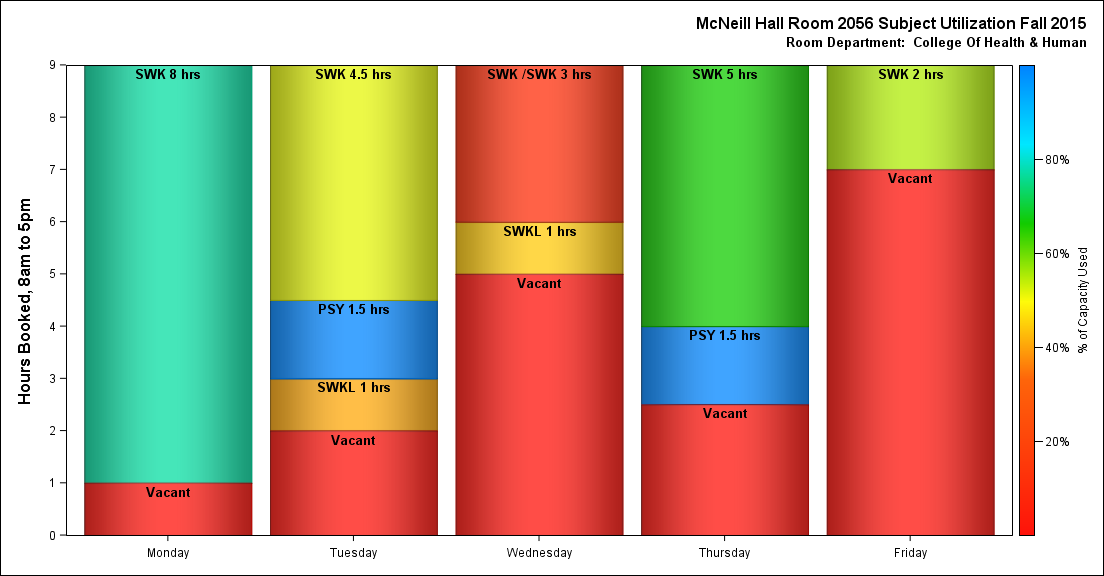 McNeill Hall Room 2056 Subject Utilization Fall 2015
Room Department:  College Of Health & Human
Hours Booked, 8am to 5pm
9
8
7
6
5
4
3
2
1
0
SWK 8 hrs
Vacant
SWK 4.5 hrs
PSY 1.5 hrs
SWKL 1 hrs
Vacant
SWK /SWK 3 hrs
SWKL 1 hrs
Vacant
SWK 5 hrs
PSY 1.5 hrs
Vacant
SWK 2 hrs
Vacant
Monday
Tuesday
Wednesday
Thursday
Friday
80%
60%
40%
20%
% of Capacity Used